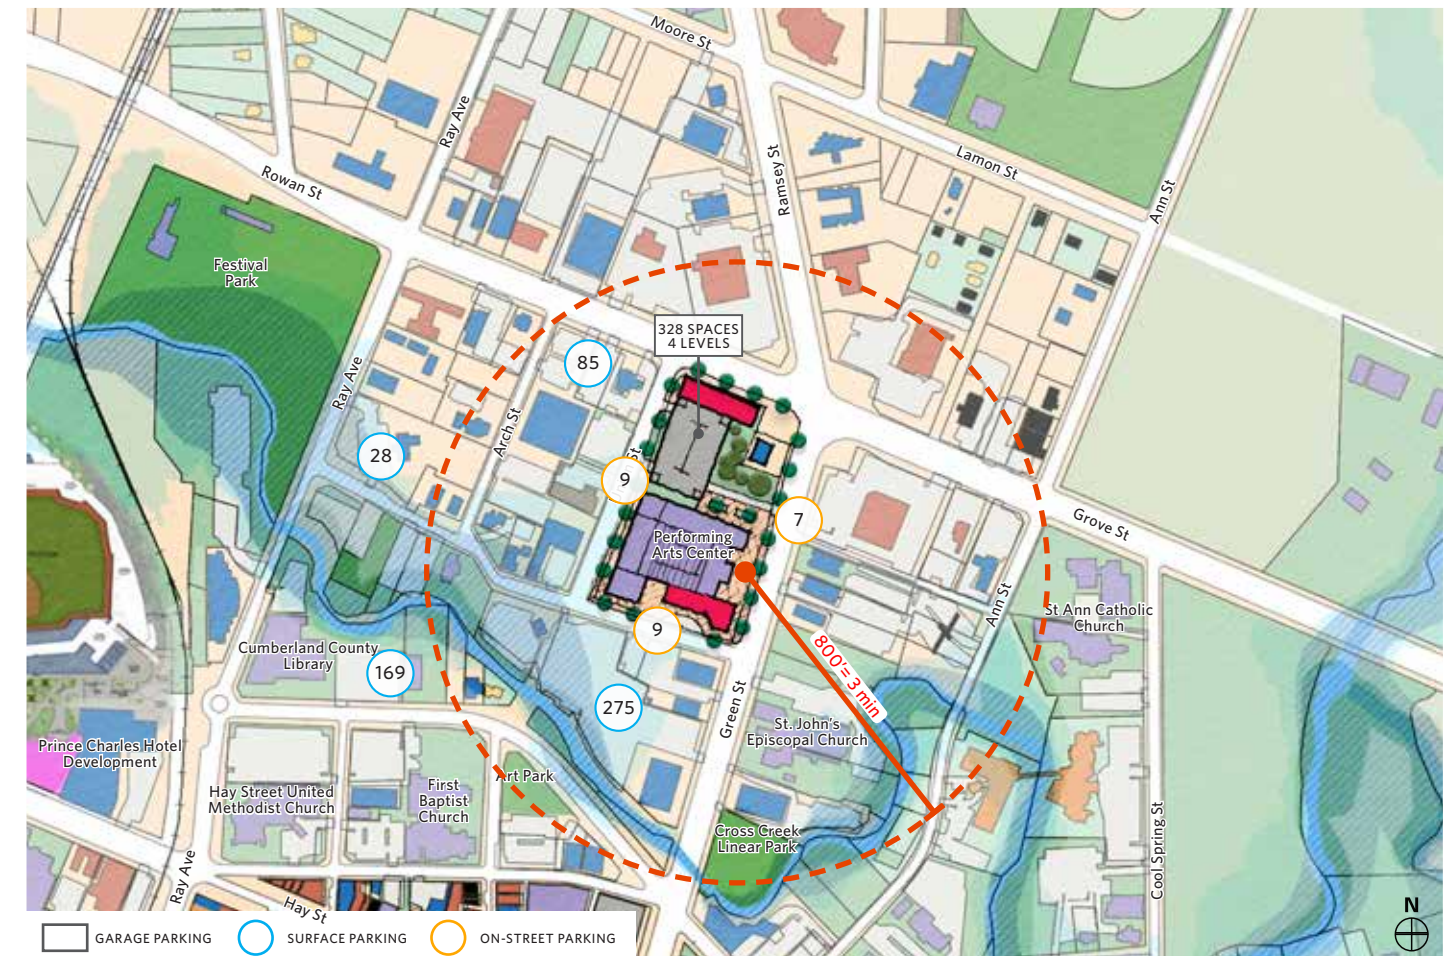 Moore St
Ray Ave
Ramsey St
Lamon St
Ann St
Rowan St
Festival
Park
328 SPACES
4 LEVELS
85
Ray Ave
Arch St
28
9
St
7
Grove St
Performing
Arts Center
Ann St
St Ann Catholic
Church
9
Cumberland County
Library
169
800'= 3 min
275
Green St
St. John's
Episcopal Church
Prince Charles Hotel
Development
Art Park
Hay Street United
Methodist Church
First
Baptist
Church
Cross Creek
Linear Park
Cool Spring St
Ray Ave
Hay St
N
GARAGE PARKING
SURFACE PARKING
ON-STREET PARKING